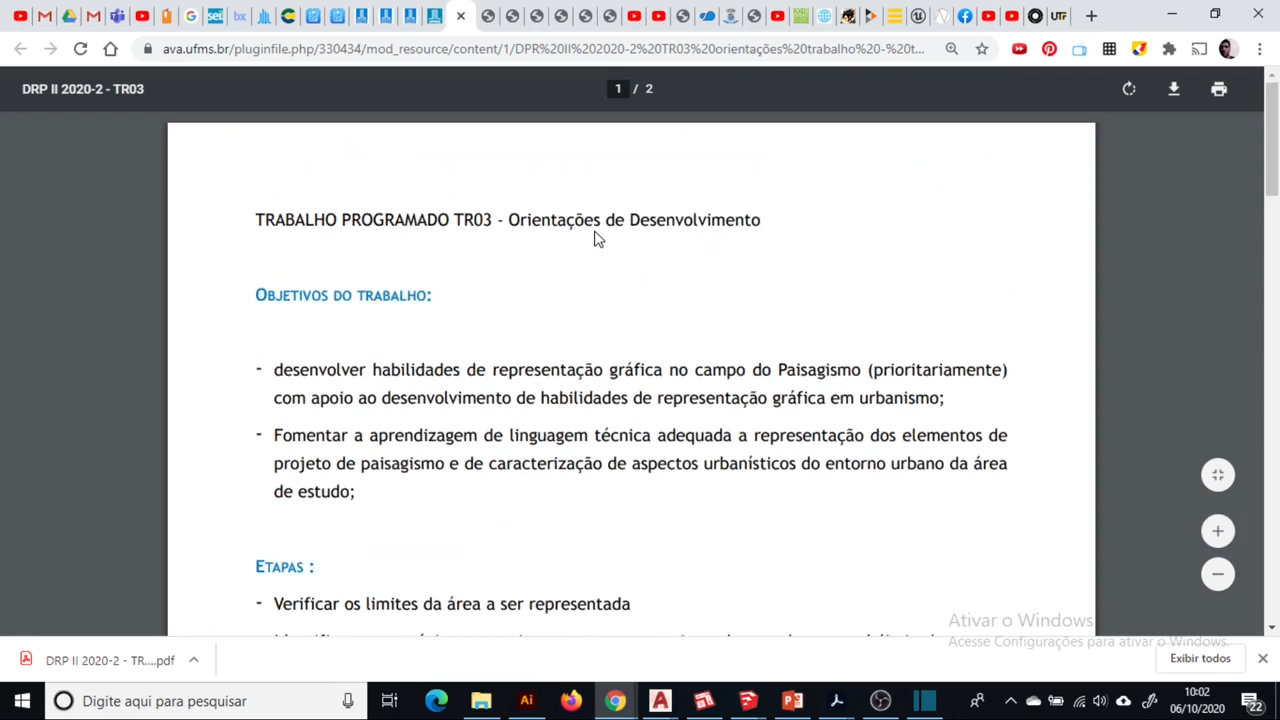 ava.ufms.br/pluginfile.php/330434/mod_resource/content/1/DPR%20II%202020-2%20TR03%20orientações%20trabalho%20-%20t...
DRP II 2020-2 - TR03
1 / 2
TRABALHO PROGRAMADO TR03 - Orientações de Desenvolvimento
OBJETIVOS DO TRABALHO:
- desenvolver habilidades de representação gráfica no campo do Paisagismo (prioritariamente)
com apoio ao desenvolvimento de habilidades de representação gráfica em urbanismo;
- Fomentar a aprendizagem de linguagem técnica adequada a representação dos elementos de
projeto de paisagismo e de caracterização de aspectos urbanísticos do entorno urbano da área
de estudo;
ETAPAS :
- Verificar os limites da área a ser representada
Ativar o Windows
Acesse Configurações para ativar o Windows.
DRP II 2020-2 - TR....pdf
Exibir todos
Digite aqui para pesquisar
10:02
06/10/2020
22